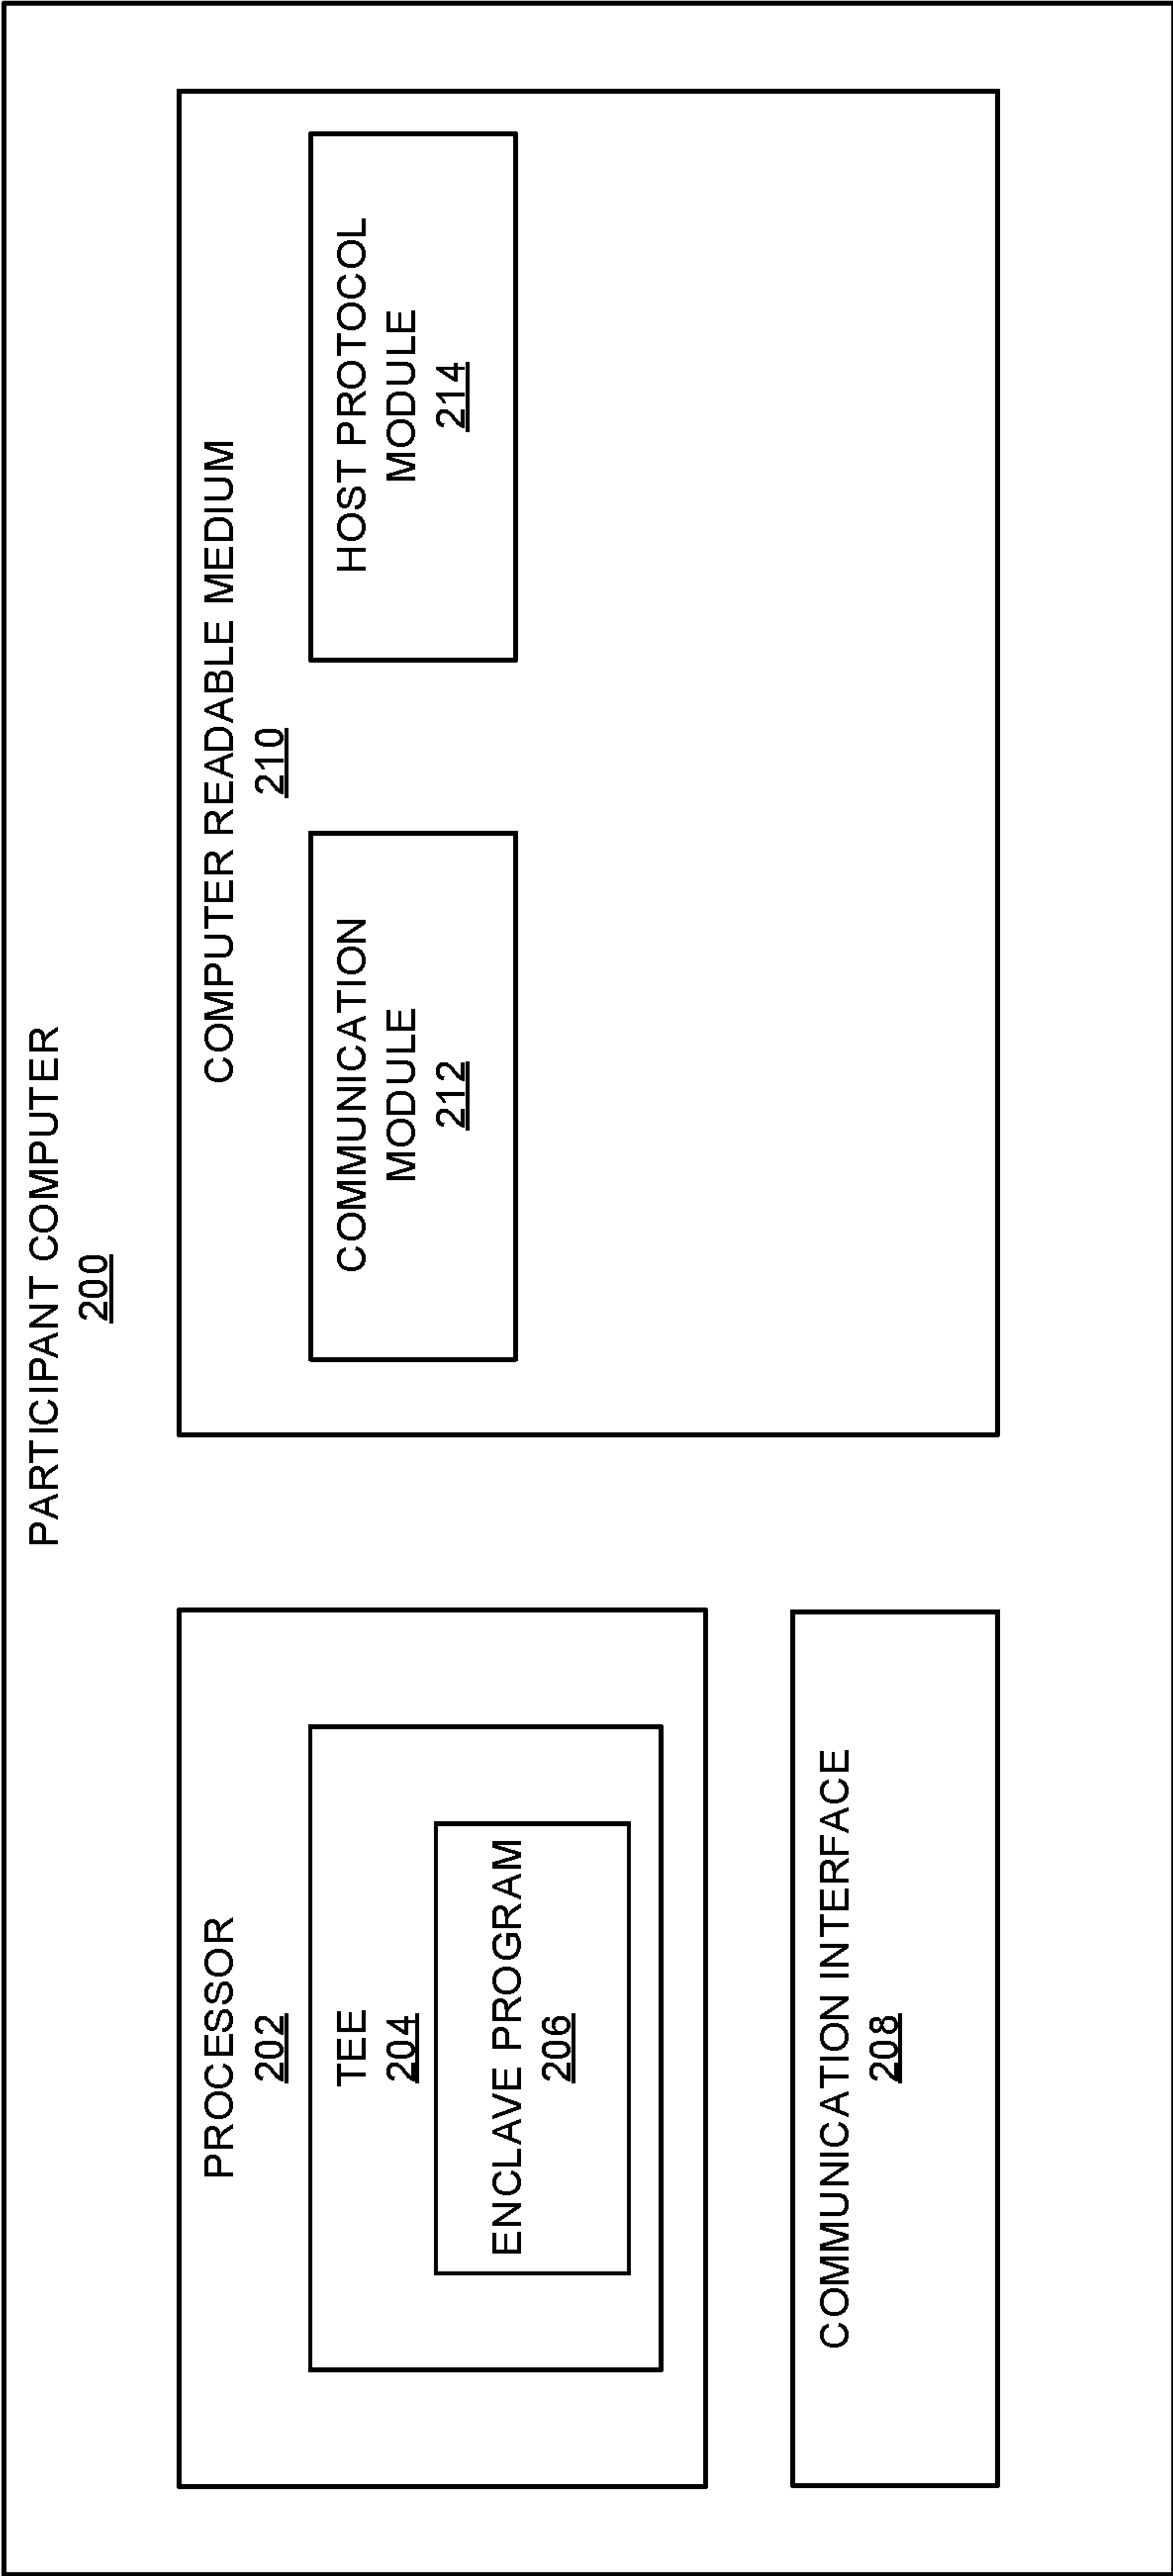 PARTICIPANT COMPUTER
200
PROCESSOR
202
TEE
204
ENCLAVE PROGRAM
206
COMMUNICATION INTERFACE
208
COMPUTER READABLE MEDIUM
210
COMMUNICATION
MODULE
212
HOST PROTOCOL
MODULE
214